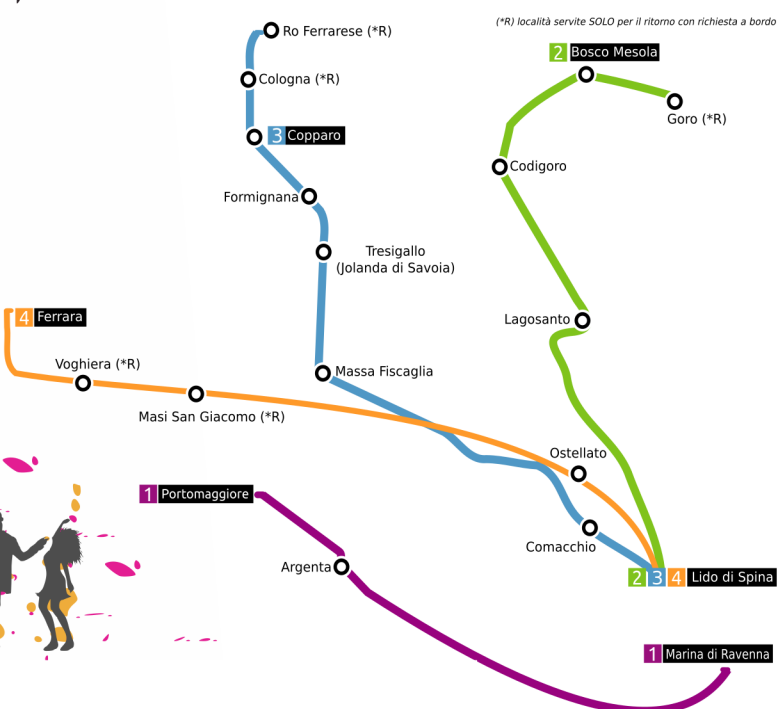 (*R) località servite SOLO per il ritorno con richiesta a bordo
Ro Ferrarese (*R)
2 Bosco Mesola
Cologna (*R)
Goro (*R)
3 Copparo
Codigoro
Formignana
Tresigallo
(Jolanda di Savoia)
4 Ferrara
Lagosanto
Voghiera (*R)
Massa Fiscaglia
Masi San Giacomo (*R)
Ostellato
1 Portomaggiore
Comacchio
Argenta
2 3 4 Lido di Spina
1 Marina di Ravenna